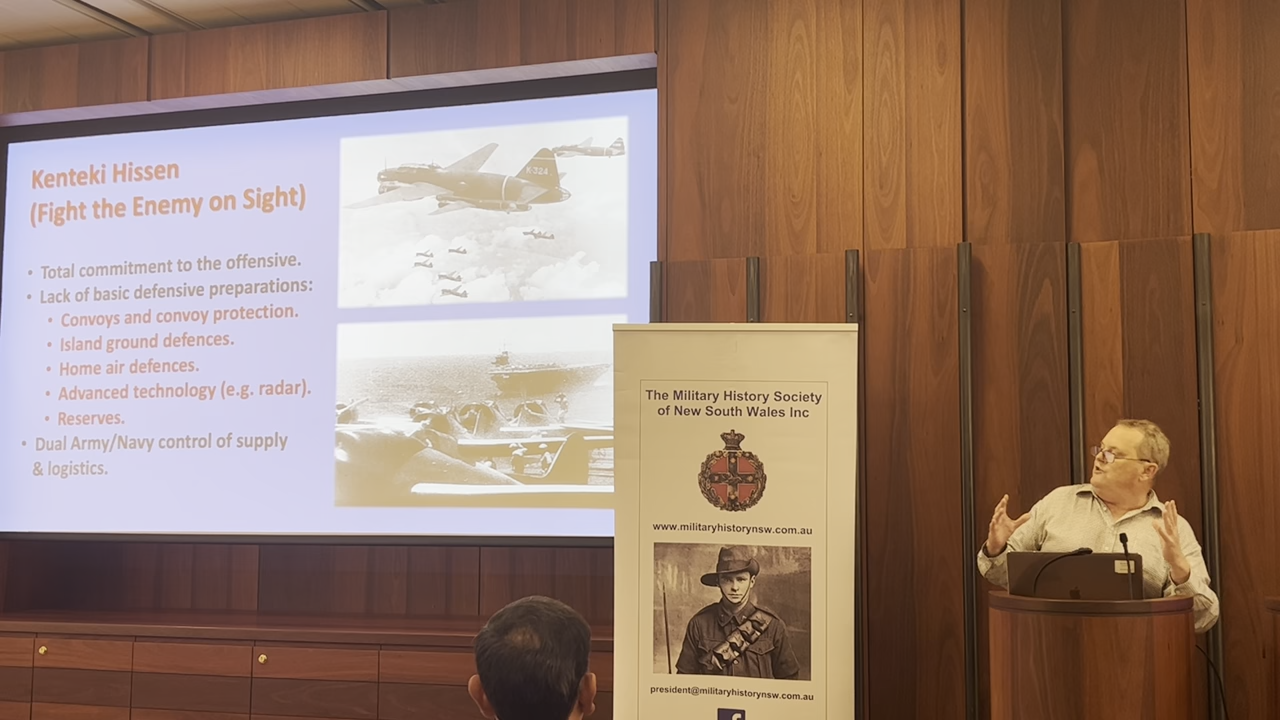 Kenteki Hissen
(Fight the Enemy on Sight)
• Total commitment to the offensive.
• Lack of basic defensive preparations:
• Convoys and convoy protection.
• Island ground defences.
• Home air defences.
• Advanced technology (e.g. radar).
• Reserves.
• Dual Army/Navy control of supply
& logistics.
K-324
The Military History Society
of New South Wales Inc
www.militaryhistorynsw.com.au
president@militaryhistorynsw.com.au